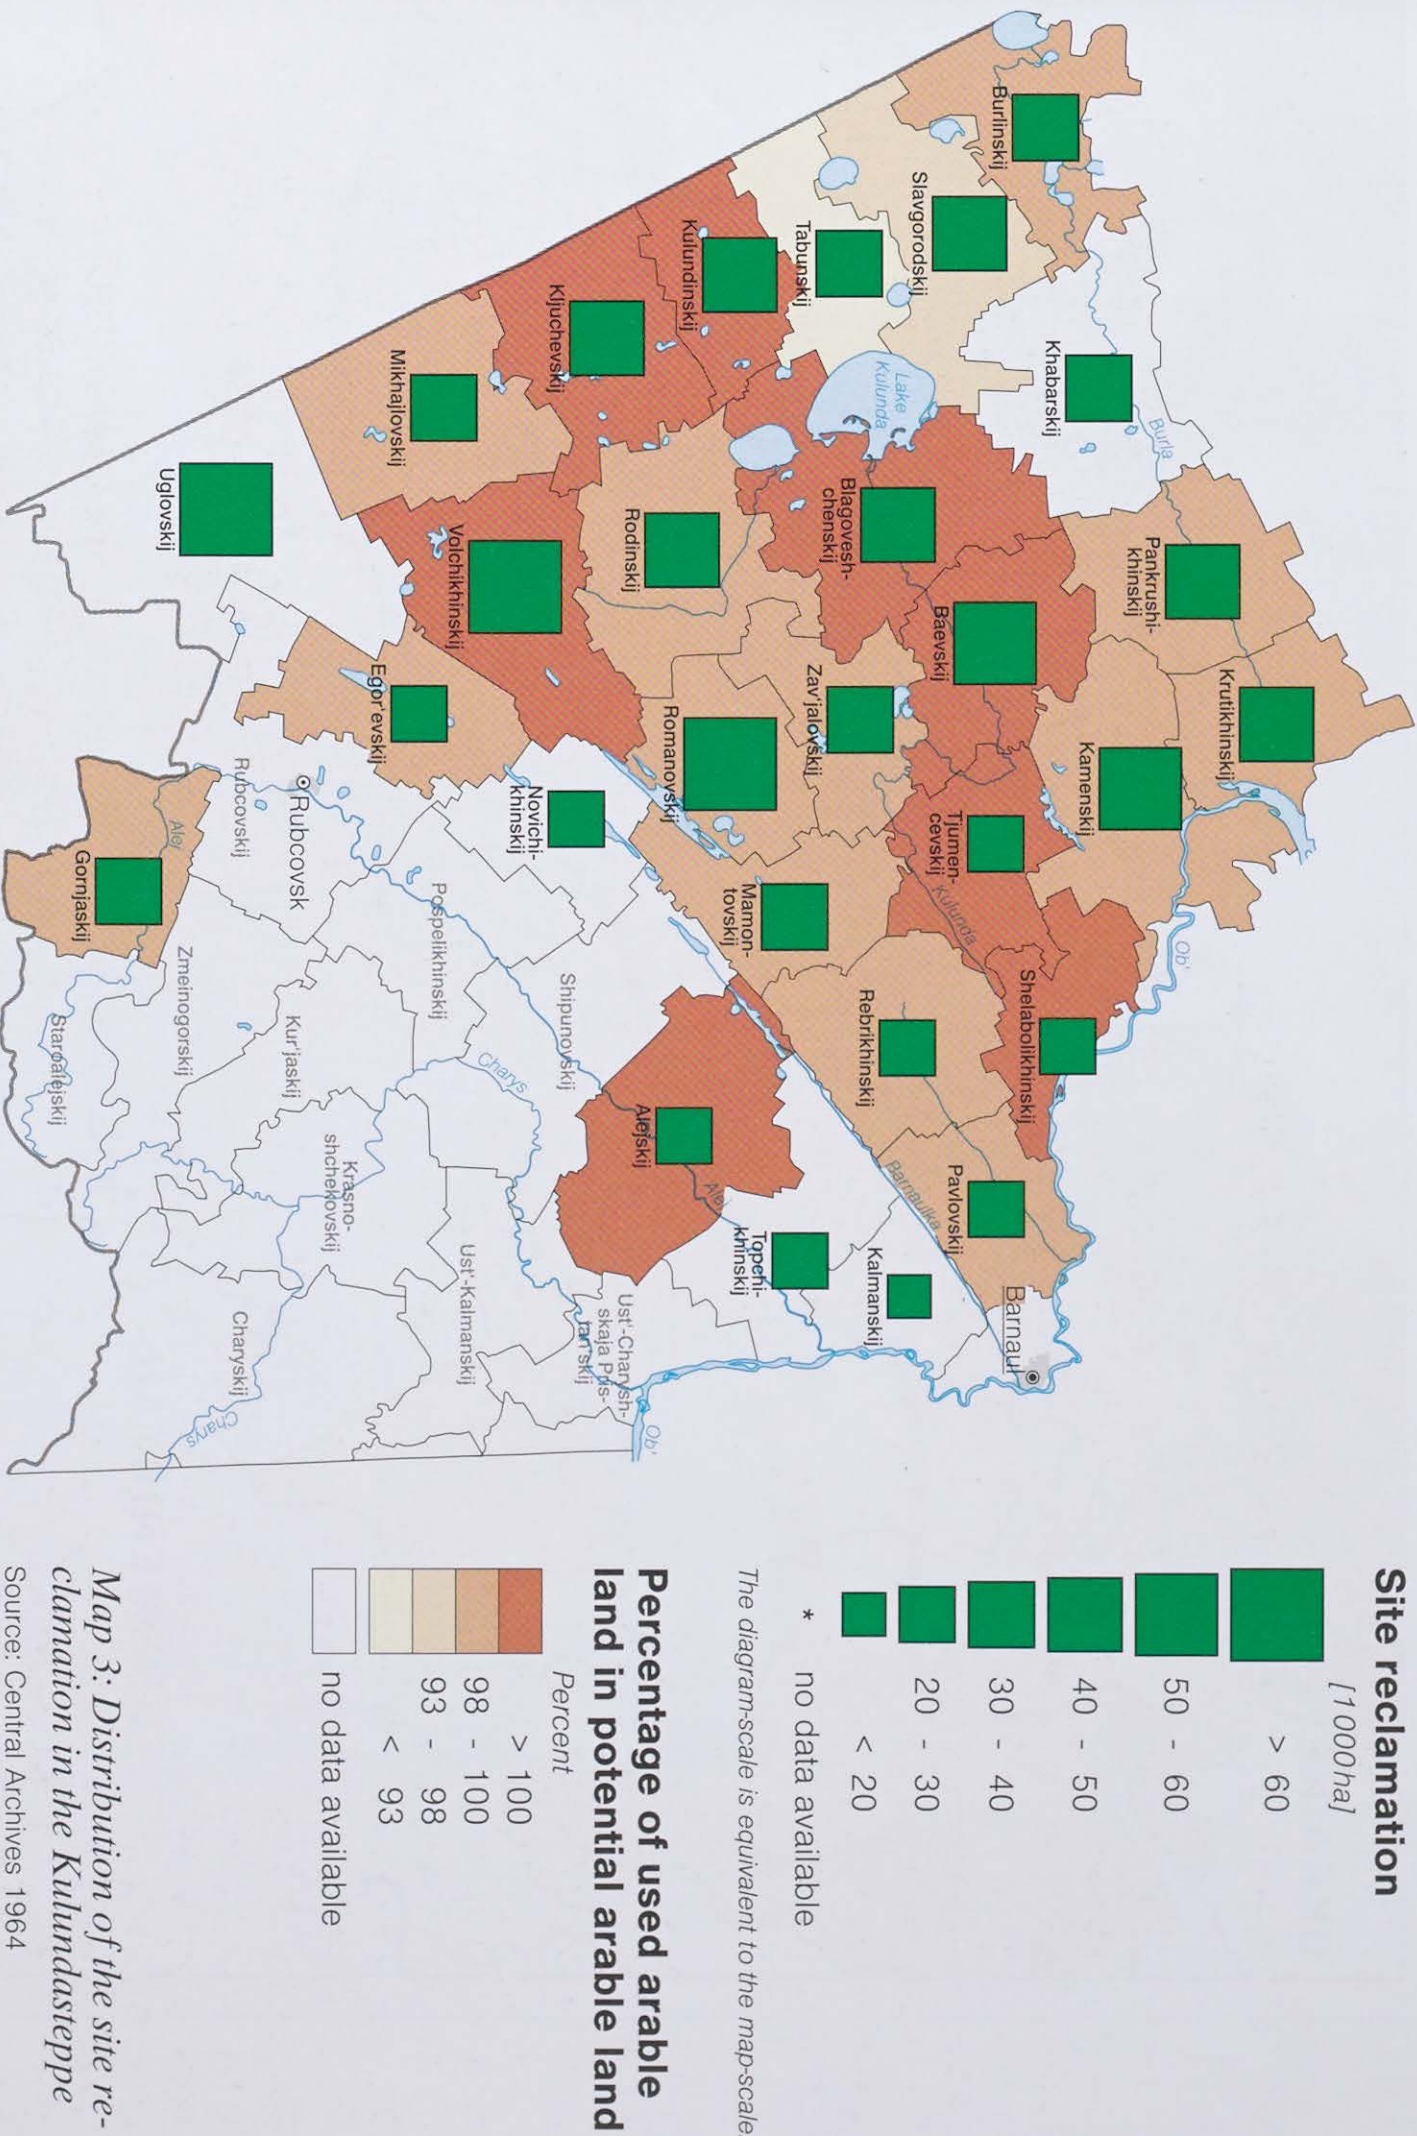 Site reclamation
[1000ha]
> 60
50 - 60
40 - 50
30 - 40
20 - 30
< 20
* no data available
The diagram-scale is equivalent to the map-scale.
Percentage of used arable
land in potential arable land
Percent
> 100
98 - 100
93 - 98
< 93
no data available
Map 3: Distribution of the site re-
clamation in the Kulundasteppe
Source: Central Archives 1964
Burlinskij
Slavgorodskij
Tabunskij
Khabarskij
Burla
Kulundinskij
Kljuchevskij
Mikhajlovskij
Uglovskij
Lake
Kulunda
Blagovesh-
chenskij
Pankrushi-
khinskij
Krutikhinskij
Rodinskij
Volchikhinskij
Baevskij
Kamenskij
Zav'jalovskij
Romanovskij
Egor'evskij
Novichi-
khinskij
Rubcovsk
Rubcovskij
Alej
Gornjaskij
Tjumen-
cevskij
Kulunda
Mamon-
tovskij
Ob'
Shelabolikhinskij
Rebrikhinskij
Pospelikhinskij
Shipunovskij
Zmeinogorskij
Kur'jaskij
Staroalejskij
Charys
Alejskij
Alej
Pavlovskij
Barnaulka
Krasno-
shchekovskij
Topchi-
khinskij
Kalmanskij
Barnaul
Ust'-Kalmanskij
Ust'-Charysh-
skaja Pris-
tan'skij
Charyskij
Charys
Ob'